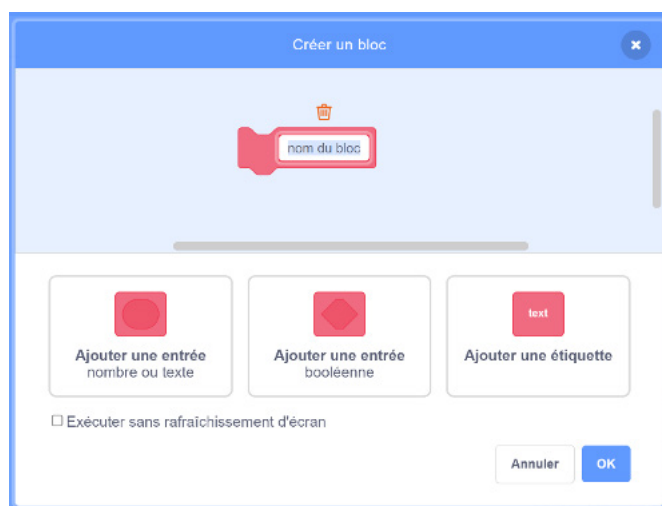 Créer un bloc
nom du bloc
Ajouter une entrée
nombre ou texte
Ajouter une entrée
booléenne
text
Ajouter une étiquette
Exécuter sans rafraîchissement d'écran
Annuler
OK